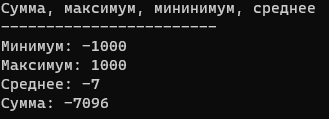 Сумма, максимум, мининимум, среднее
------------------------
Минимум: -1000
Максимум: 1000
Среднее: -7
Сумма: -7096